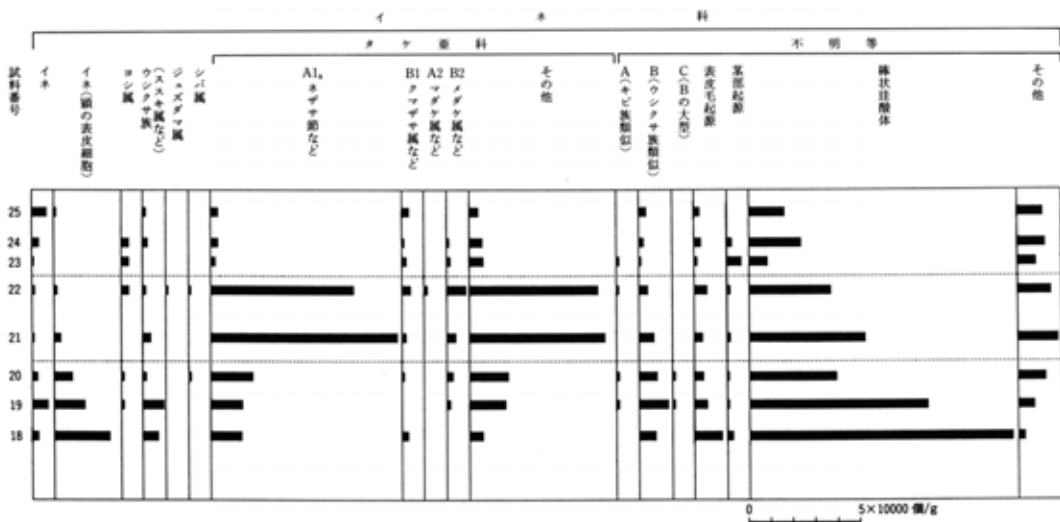 イネ科
タケ亜科
不明等
試料番号
イネ
イネ(穎の表皮細胞)
ヨシ属
ウシクサ族
(ススキ属など)
ジュズダマ属
シバ属
A1a
ネザサ節など
B1
クマザサ属など
A2
マダケ属など
B2
メダケ属など
その他
A(キビ族類似)
B(ウシクサ族類似)
C(Bの大型)
表皮毛起源
茎部起源
棒状珪酸体
その他
25
24
23
22
21
20
19
18
0
5×10000 個/g